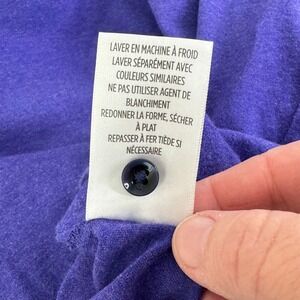 LAVER EN MACHINE À FROID
LAVER SÉPARÉMENT AVEC
COULEURS SIMILAIRES
NE PAS UTILISER AGENT DE
BLANCHIMENT
REDONNER LA FORME, SÉCHER
À PLAT
REPASSER À FER TIÈDE SI
NÉCESSAIRE